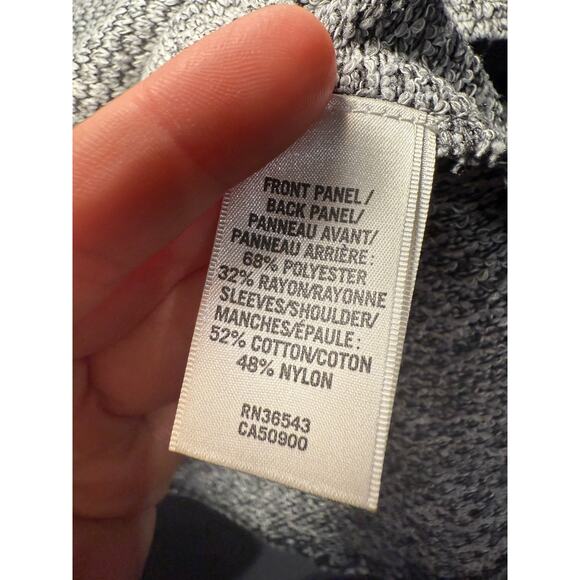 FRONT PANEL/
BACK PANEL/
PANNEAU AVANT/
PANNEAU ARRIÈRE:
68% POLYESTER
32% RAYON/RAYONNE
SLEEVES/SHOULDER/
MANCHES/ÉPAULE:
52% COTTON/COTON
48% NYLON
RN36543
CA50900